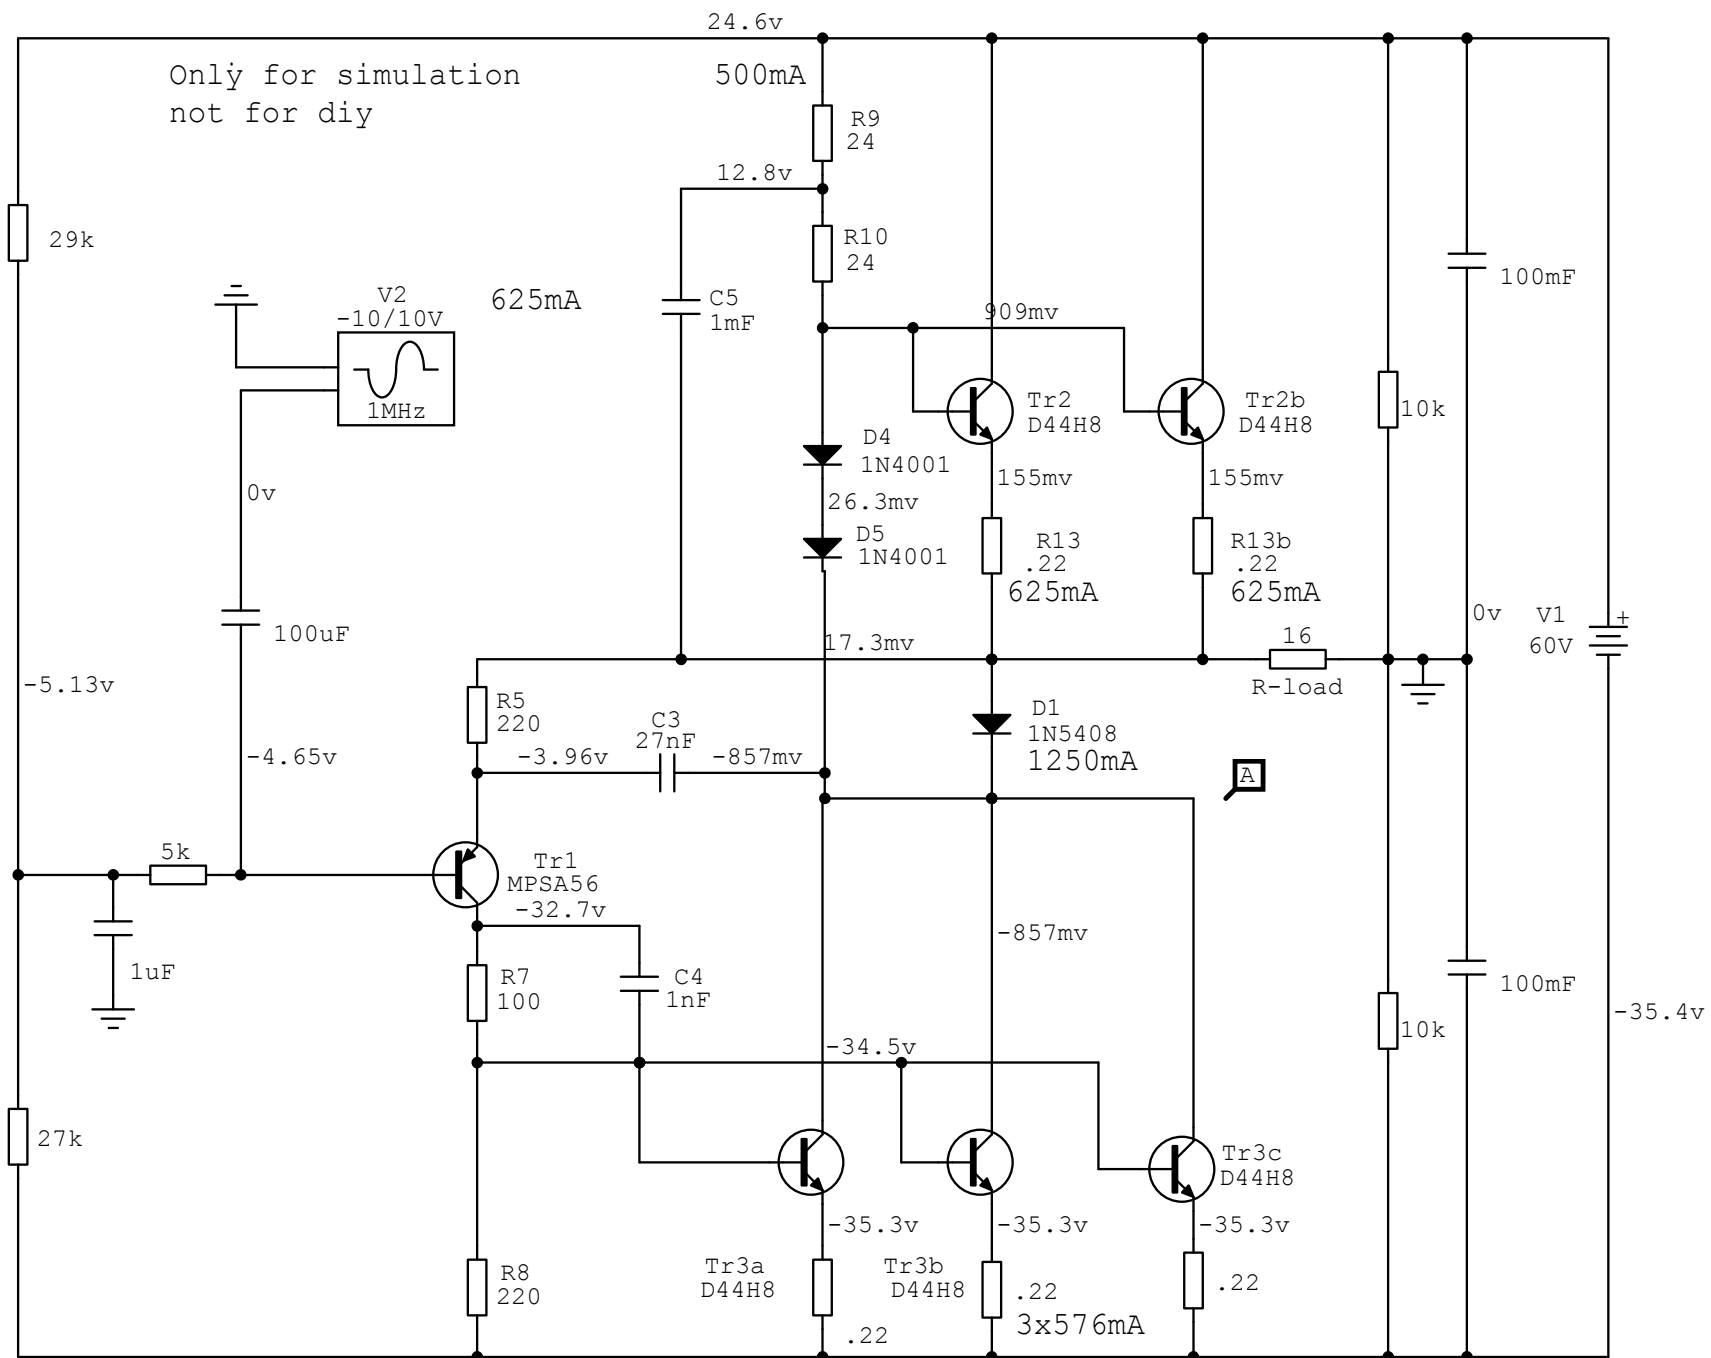 24.6v
Onlẏ for simulation
not for diy
500mA
R9
24
12.8v
29k
R10
24
V2
-10/10V
625mA
C5
1mF
1MHz
909mv
100mF
Tr2
D44H8
Tr2b
D44H8
10k
D4
1N4001
155mv
155mv
0v
26.3mv
D5
1N4001
R13
.22
625mA
R13b
.22
625mA
100uF
17.3mv
16
R-load
0v
V1
60V
+
-5.13v
R5
220
C3
27nF
-3.96v
-857mv
D1
1N5408
1250mA
A
-4.65v
5k
Tr1
MPSA56
-32.7v
-857mv
1uF
R7
100
C4
1nF
100mF
10k
-35.4v
-34.5v
27k
Tr3c
D44H8
-35.3v
-35.3v
-35.3v
R8
220
Tr3a
D44H8
.22
Tr3b
D44H8
.22
3x576mA
.22